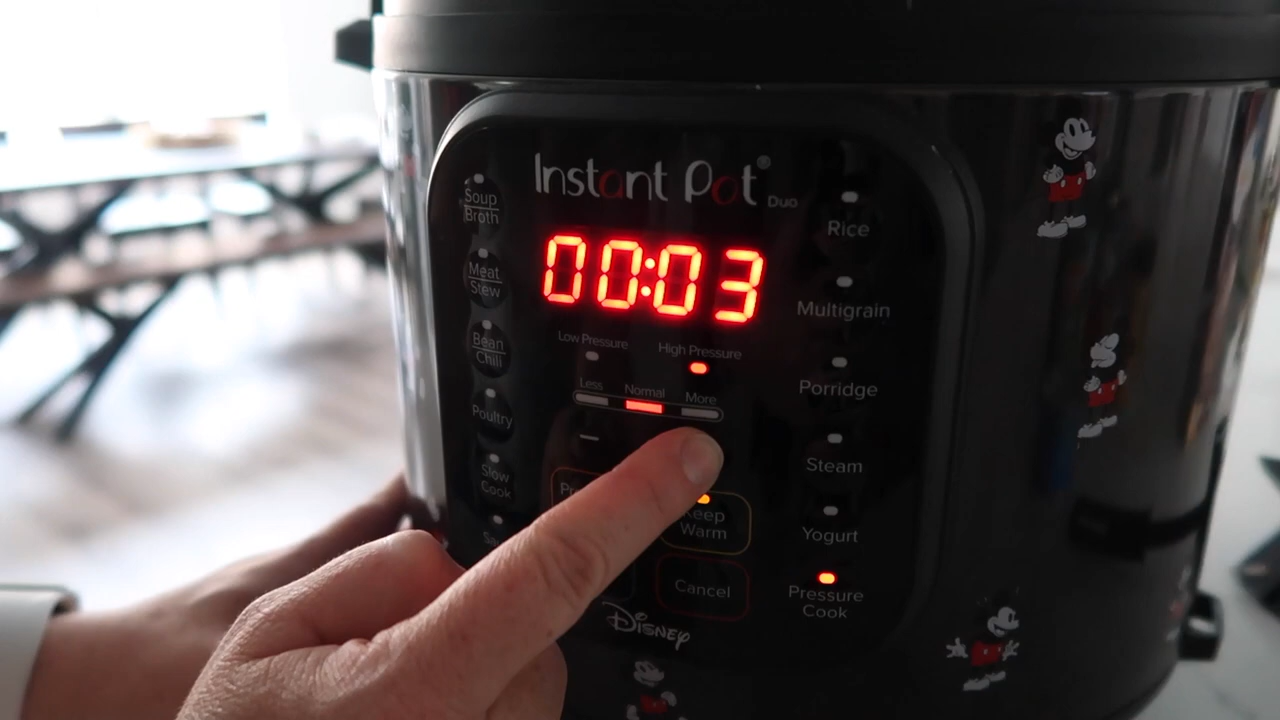 Instant Pot®
Duo
Soup
Broth
Meat
Stew
Bean
Chili
Poultry
Slow
Cook
00:03
Low Pressure
High Pressure
Less
Normal
More
Keep
Warm
Cancel
Rice
Multigrain
Porridge
Steam
Yogurt
Pressure
Cook
Disney